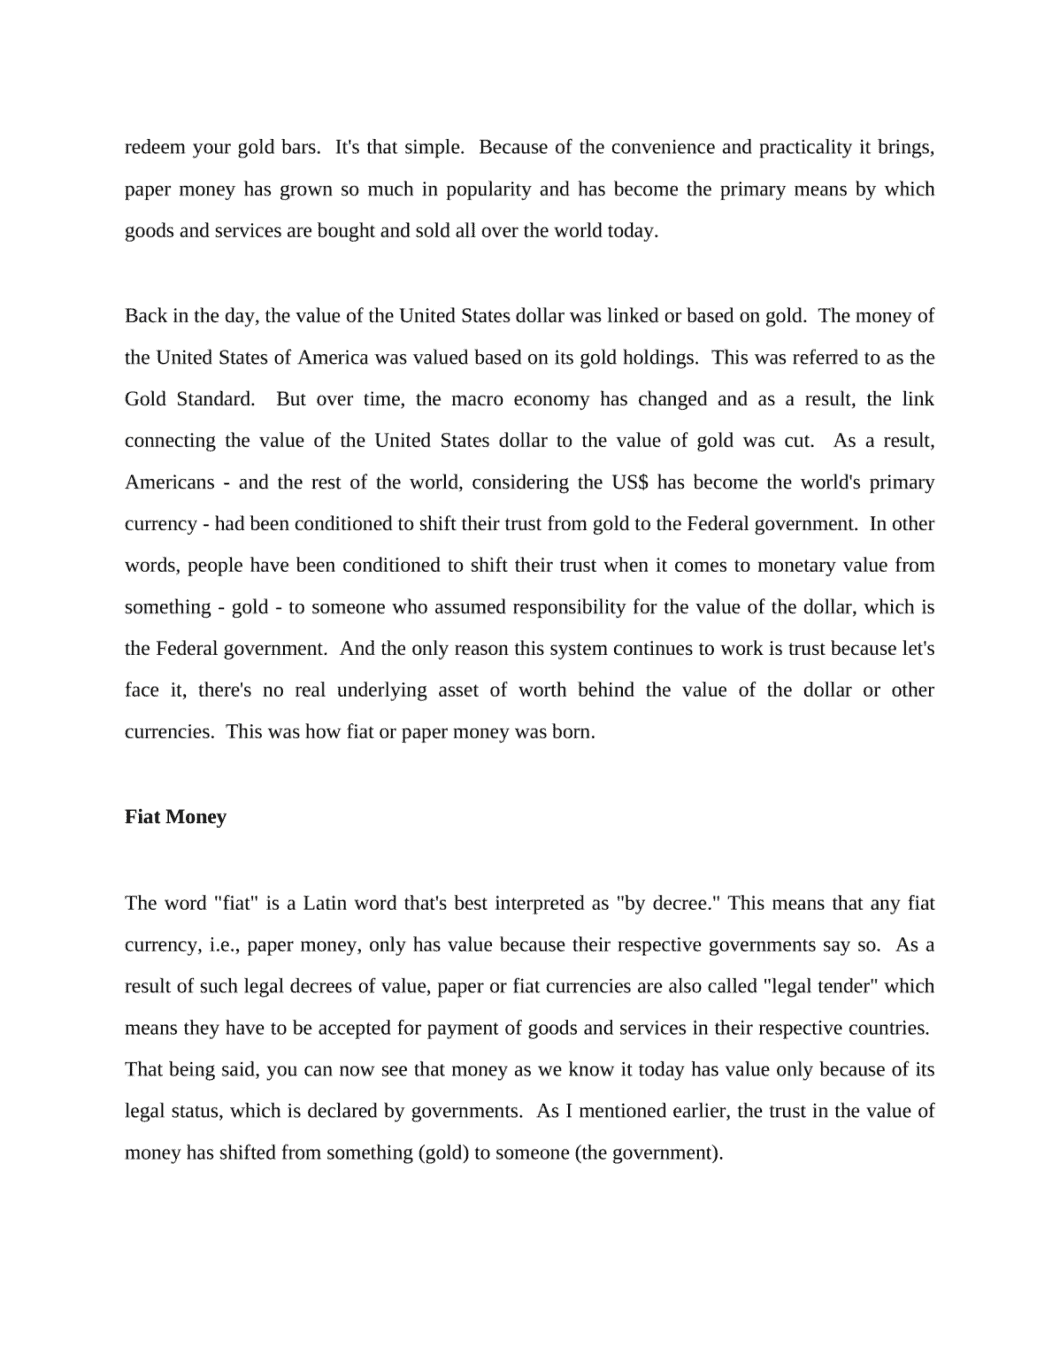 redeem your gold bars.  It's that simple.  Because of the convenience and practicality it brings,
paper money has grown so much in popularity and has become the primary means by which
goods and services are bought and sold all over the world today.
Back in the day, the value of the United States dollar was linked or based on gold.  The money of
the United States of America was valued based on its gold holdings.  This was referred to as the
Gold Standard.  But over time, the macro economy has changed and as a result, the link
connecting the value of the United States dollar to the value of gold was cut.  As a result,
Americans - and the rest of the world, considering the US$ has become the world's primary
currency - had been conditioned to shift their trust from gold to the Federal government.  In other
words, people have been conditioned to shift their trust when it comes to monetary value from
something - gold - to someone who assumed responsibility for the value of the dollar, which is
the Federal government.  And the only reason this system continues to work is trust because let's
face it, there's no real underlying asset of worth behind the value of the dollar or other
currencies.  This was how fiat or paper money was born.
Fiat Money
The word "fiat" is a Latin word that's best interpreted as "by decree." This means that any fiat
currency, i.e., paper money, only has value because their respective governments say so.  As a
result of such legal decrees of value, paper or fiat currencies are also called "legal tender" which
means they have to be accepted for payment of goods and services in their respective countries.
That being said, you can now see that money as we know it today has value only because of its
legal status, which is declared by governments.  As I mentioned earlier, the trust in the value of
money has shifted from something (gold) to someone (the government).